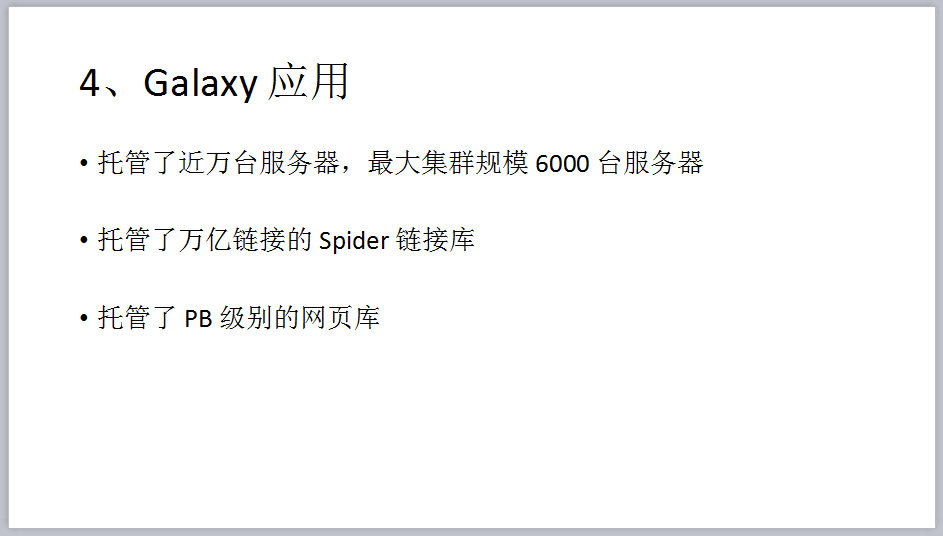 4、Galaxy 应用
• 托管了近万台服务器，最大集群规模 6000 台服务器
• 托管了万亿链接的 Spider 链接库
• 托管了 PB 级别的网页库